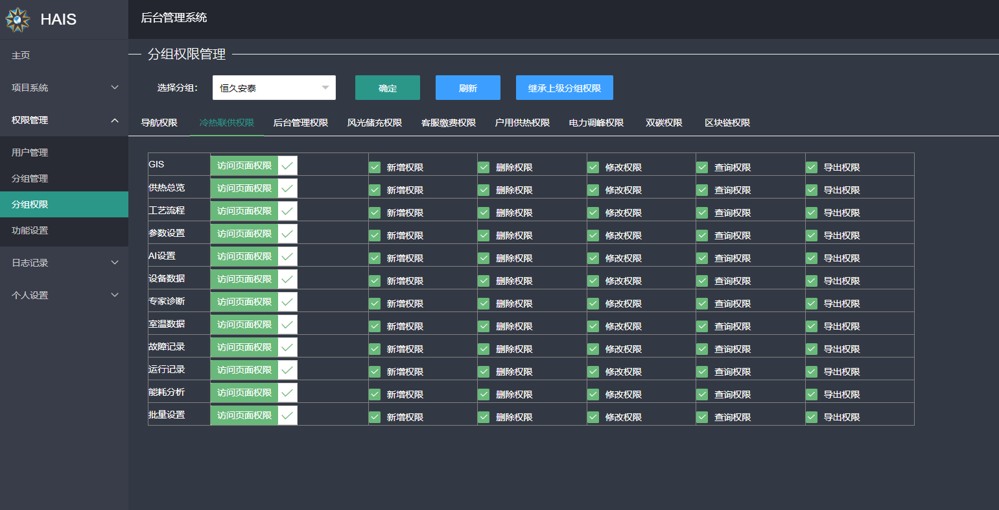 HAIS
后台管理系统
主页
项目系统
权限管理
用户管理
分组管理
分组权限
功能设置
日志记录
个人设置
分组权限管理
选择分组: 恒久安泰 确定 刷新 继承上级分组权限
导航权限 冷热联供权限 后台管理权限 风光储充权限 客服缴费权限 户用供热权限 电力调峰权限 双碳权限 区块链权限
GIS 访问页面权限 新增权限 删除权限 修改权限 查询权限 导出权限
供热总览 访问页面权限 新增权限 删除权限 修改权限 查询权限 导出权限
工艺流程 访问页面权限 新增权限 删除权限 修改权限 查询权限 导出权限
参数设置 访问页面权限 新增权限 删除权限 修改权限 查询权限 导出权限
AI设置 访问页面权限 新增权限 删除权限 修改权限 查询权限 导出权限
设备数据 访问页面权限 新增权限 删除权限 修改权限 查询权限 导出权限
专家诊断 访问页面权限 新增权限 删除权限 修改权限 查询权限 导出权限
室温数据 访问页面权限 新增权限 删除权限 修改权限 查询权限 导出权限
故障记录 访问页面权限 新增权限 删除权限 修改权限 查询权限 导出权限
运行记录 访问页面权限 新增权限 删除权限 修改权限 查询权限 导出权限
能耗分析 访问页面权限 新增权限 删除权限 修改权限 查询权限 导出权限
批量设置 访问页面权限 新增权限 删除权限 修改权限 查询权限 导出权限